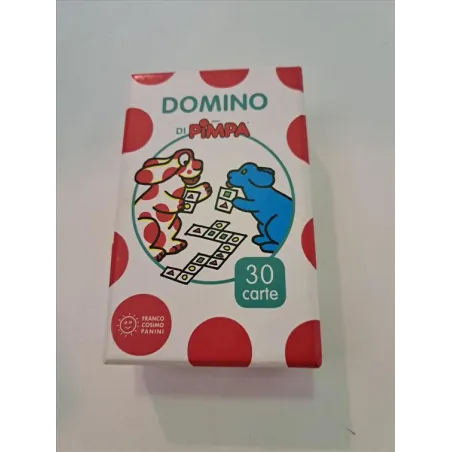 DOMINO
DI PIMPA
30
carte
FRANCO
COSIMO
PANINI